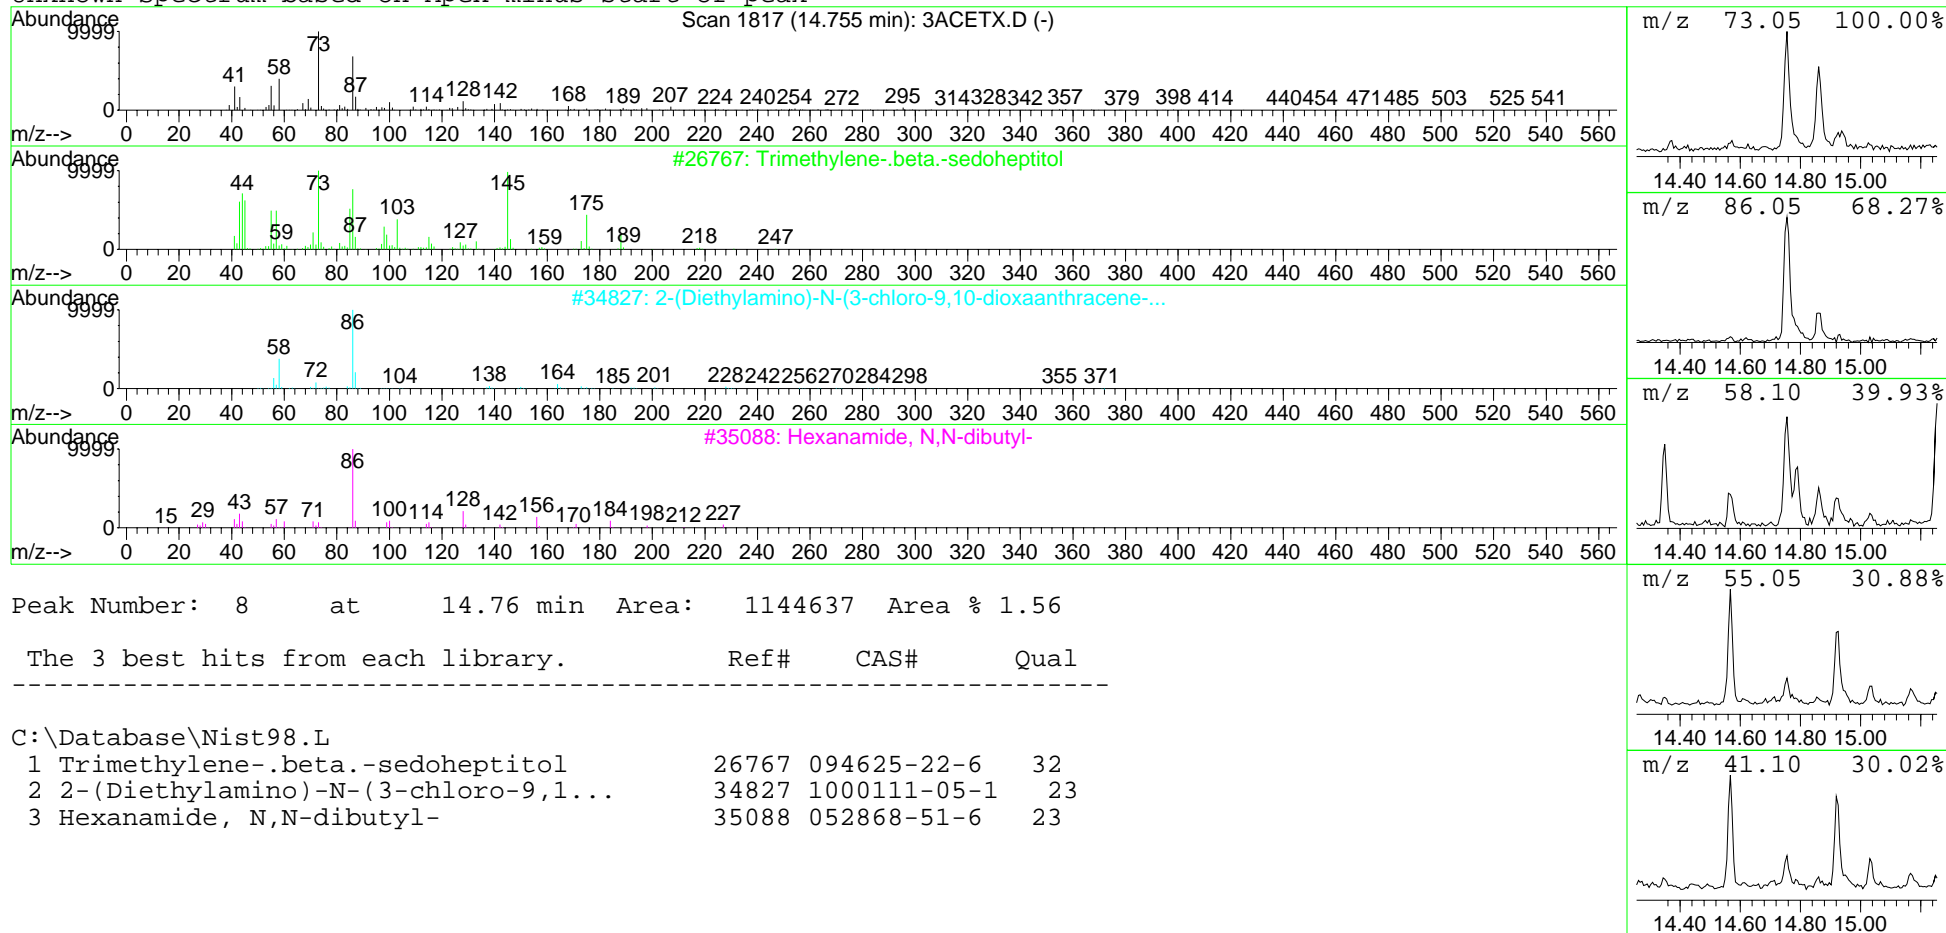 unknown spectrum based on Apex minus start of peak
Abundance
Scan 1817 (14.755 min): 3ACETX.D (-)
9999
73
58
41
87
114 128 142 168 189 207 224 240 254 272 295 314 328 342 357 379 398 414 440 454 471 485 503 525 541
0
m/z--> 0 20 40 60 80 100 120 140 160 180 200 220 240 260 280 300 320 340 360 380 400 420 440 460 480 500 520 540 560
Abundance
#26767: Trimethylene-.beta.-sedoheptitol
9999
44 73 145
103 175
59 87 127 159 189 218 247
0
m/z--> 0 20 40 60 80 100 120 140 160 180 200 220 240 260 280 300 320 340 360 380 400 420 440 460 480 500 520 540 560
Abundance
#34827: 2-(Diethylamino)-N-(3-chloro-9,10-dioxaanthracene-...
9999
86
58
72 104 138 164 185 201 228 242 256 270 284 298 355 371
0
m/z--> 0 20 40 60 80 100 120 140 160 180 200 220 240 260 280 300 320 340 360 380 400 420 440 460 480 500 520 540 560
Abundance
#35088: Hexanamide, N,N-dibutyl-
9999
86
15 29 43 57 71 100 114 128 142 156 170 184 198 212 227
0
m/z--> 0 20 40 60 80 100 120 140 160 180 200 220 240 260 280 300 320 340 360 380 400 420 440 460 480 500 520 540 560
m/z 73.05 100.00%
14.40 14.60 14.80 15.00
m/z 86.05 68.27%
14.40 14.60 14.80 15.00
m/z 58.10 39.93%
14.40 14.60 14.80 15.00
m/z 55.05 30.88%
14.40 14.60 14.80 15.00
m/z 41.10 30.02%
14.40 14.60 14.80 15.00
Peak Number: 8 at 14.76 min Area: 1144637 Area % 1.56
The 3 best hits from each library. Ref# CAS# Qual
---------------------------------------------------------------------
C:\Database\Nist98.L
1 Trimethylene-.beta.-sedoheptitol 26767 094625-22-6 32
2 2-(Diethylamino)-N-(3-chloro-9,1... 34827 1000111-05-1 23
3 Hexanamide, N,N-dibutyl- 35088 052868-51-6 23